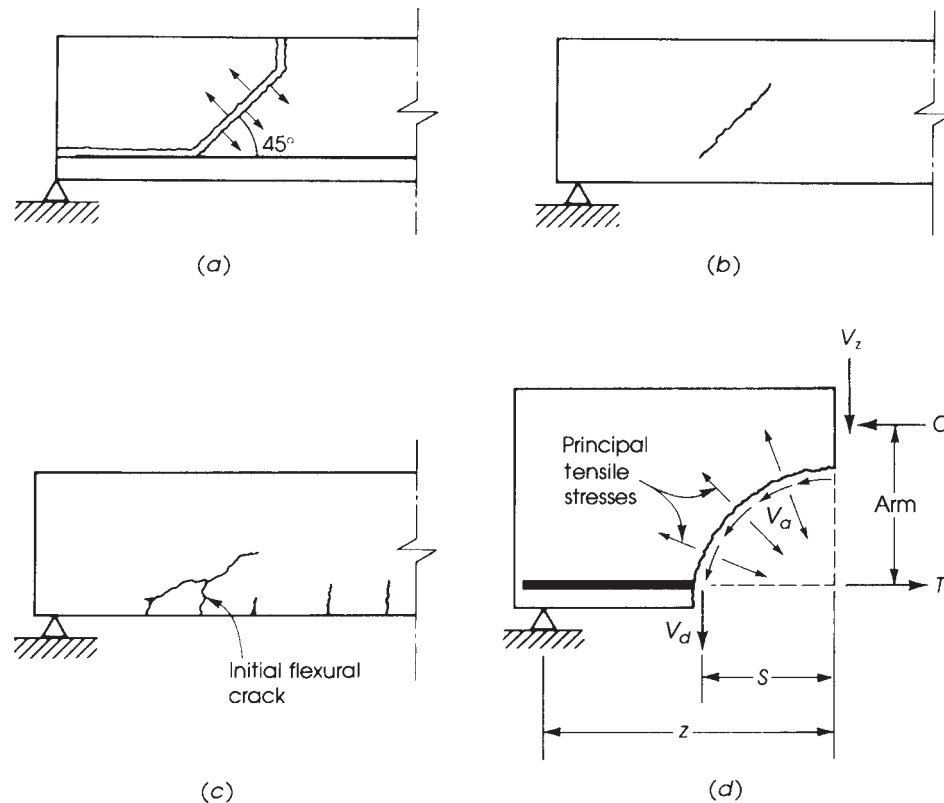 45°
(a)
(b)
Initial flexural
crack
(c)
V_z
C
Principal
tensile
stresses
V_a
Arm
T
V_d
S
z
(d)